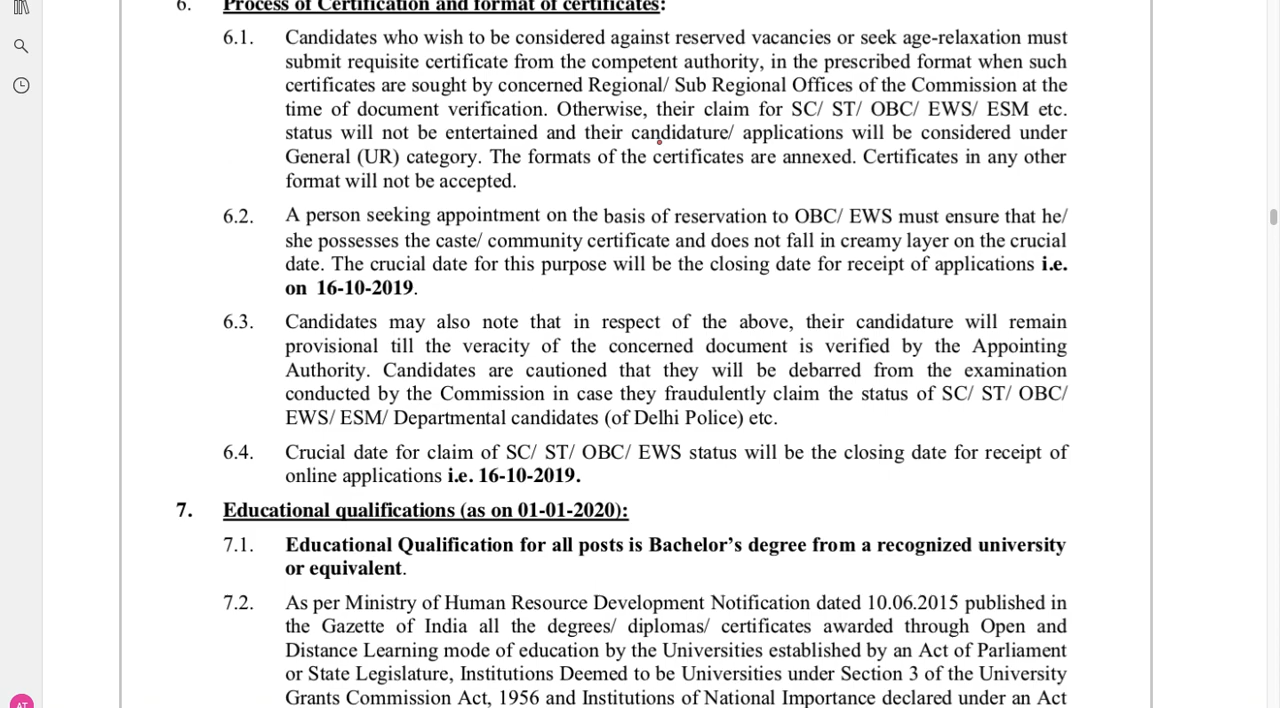 6. Process of Certification and format of certificates:
6.1. Candidates who wish to be considered against reserved vacancies or seek age-relaxation must
submit requisite certificate from the competent authority, in the prescribed format when such
certificates are sought by concerned Regional/ Sub Regional Offices of the Commission at the
time of document verification. Otherwise, their claim for SC/ ST/ OBC/ EWS/ ESM etc.
status will not be entertained and their candidature/ applications will be considered under
General (UR) category. The formats of the certificates are annexed. Certificates in any other
format will not be accepted.
6.2. A person seeking appointment on the basis of reservation to OBC/ EWS must ensure that he/
she possesses the caste/ community certificate and does not fall in creamy layer on the crucial
date. The crucial date for this purpose will be the closing date for receipt of applications i.e.
on 16-10-2019.
6.3. Candidates may also note that in respect of the above, their candidature will remain
provisional till the veracity of the concerned document is verified by the Appointing
Authority. Candidates are cautioned that they will be debarred from the examination
conducted by the Commission in case they fraudulently claim the status of SC/ ST/ OBC/
EWS/ ESM/ Departmental candidates (of Delhi Police) etc.
6.4. Crucial date for claim of SC/ ST/ OBC/ EWS status will be the closing date for receipt of
online applications i.e. 16-10-2019.
7. Educational qualifications (as on 01-01-2020):
7.1. Educational Qualification for all posts is Bachelor’s degree from a recognized university
or equivalent.
7.2. As per Ministry of Human Resource Development Notification dated 10.06.2015 published in
the Gazette of India all the degrees/ diplomas/ certificates awarded through Open and
Distance Learning mode of education by the Universities established by an Act of Parliament
or State Legislature, Institutions Deemed to be Universities under Section 3 of the University
Grants Commission Act, 1956 and Institutions of National Importance declared under an Act
AT